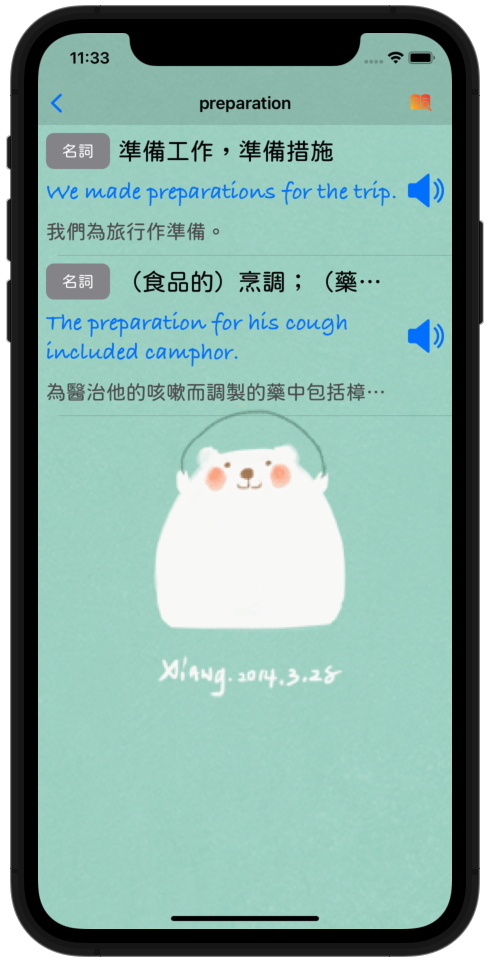 11:33
preparation
名詞 準備工作，準備措施
We made preparations for the trip.
我們為旅行作準備。
名詞 （食品的）烹調；（藥⋯
The preparation for his cough
included camphor.
為醫治他的咳嗽而調製的藥中包括樟⋯
Xiang.2014.3.28